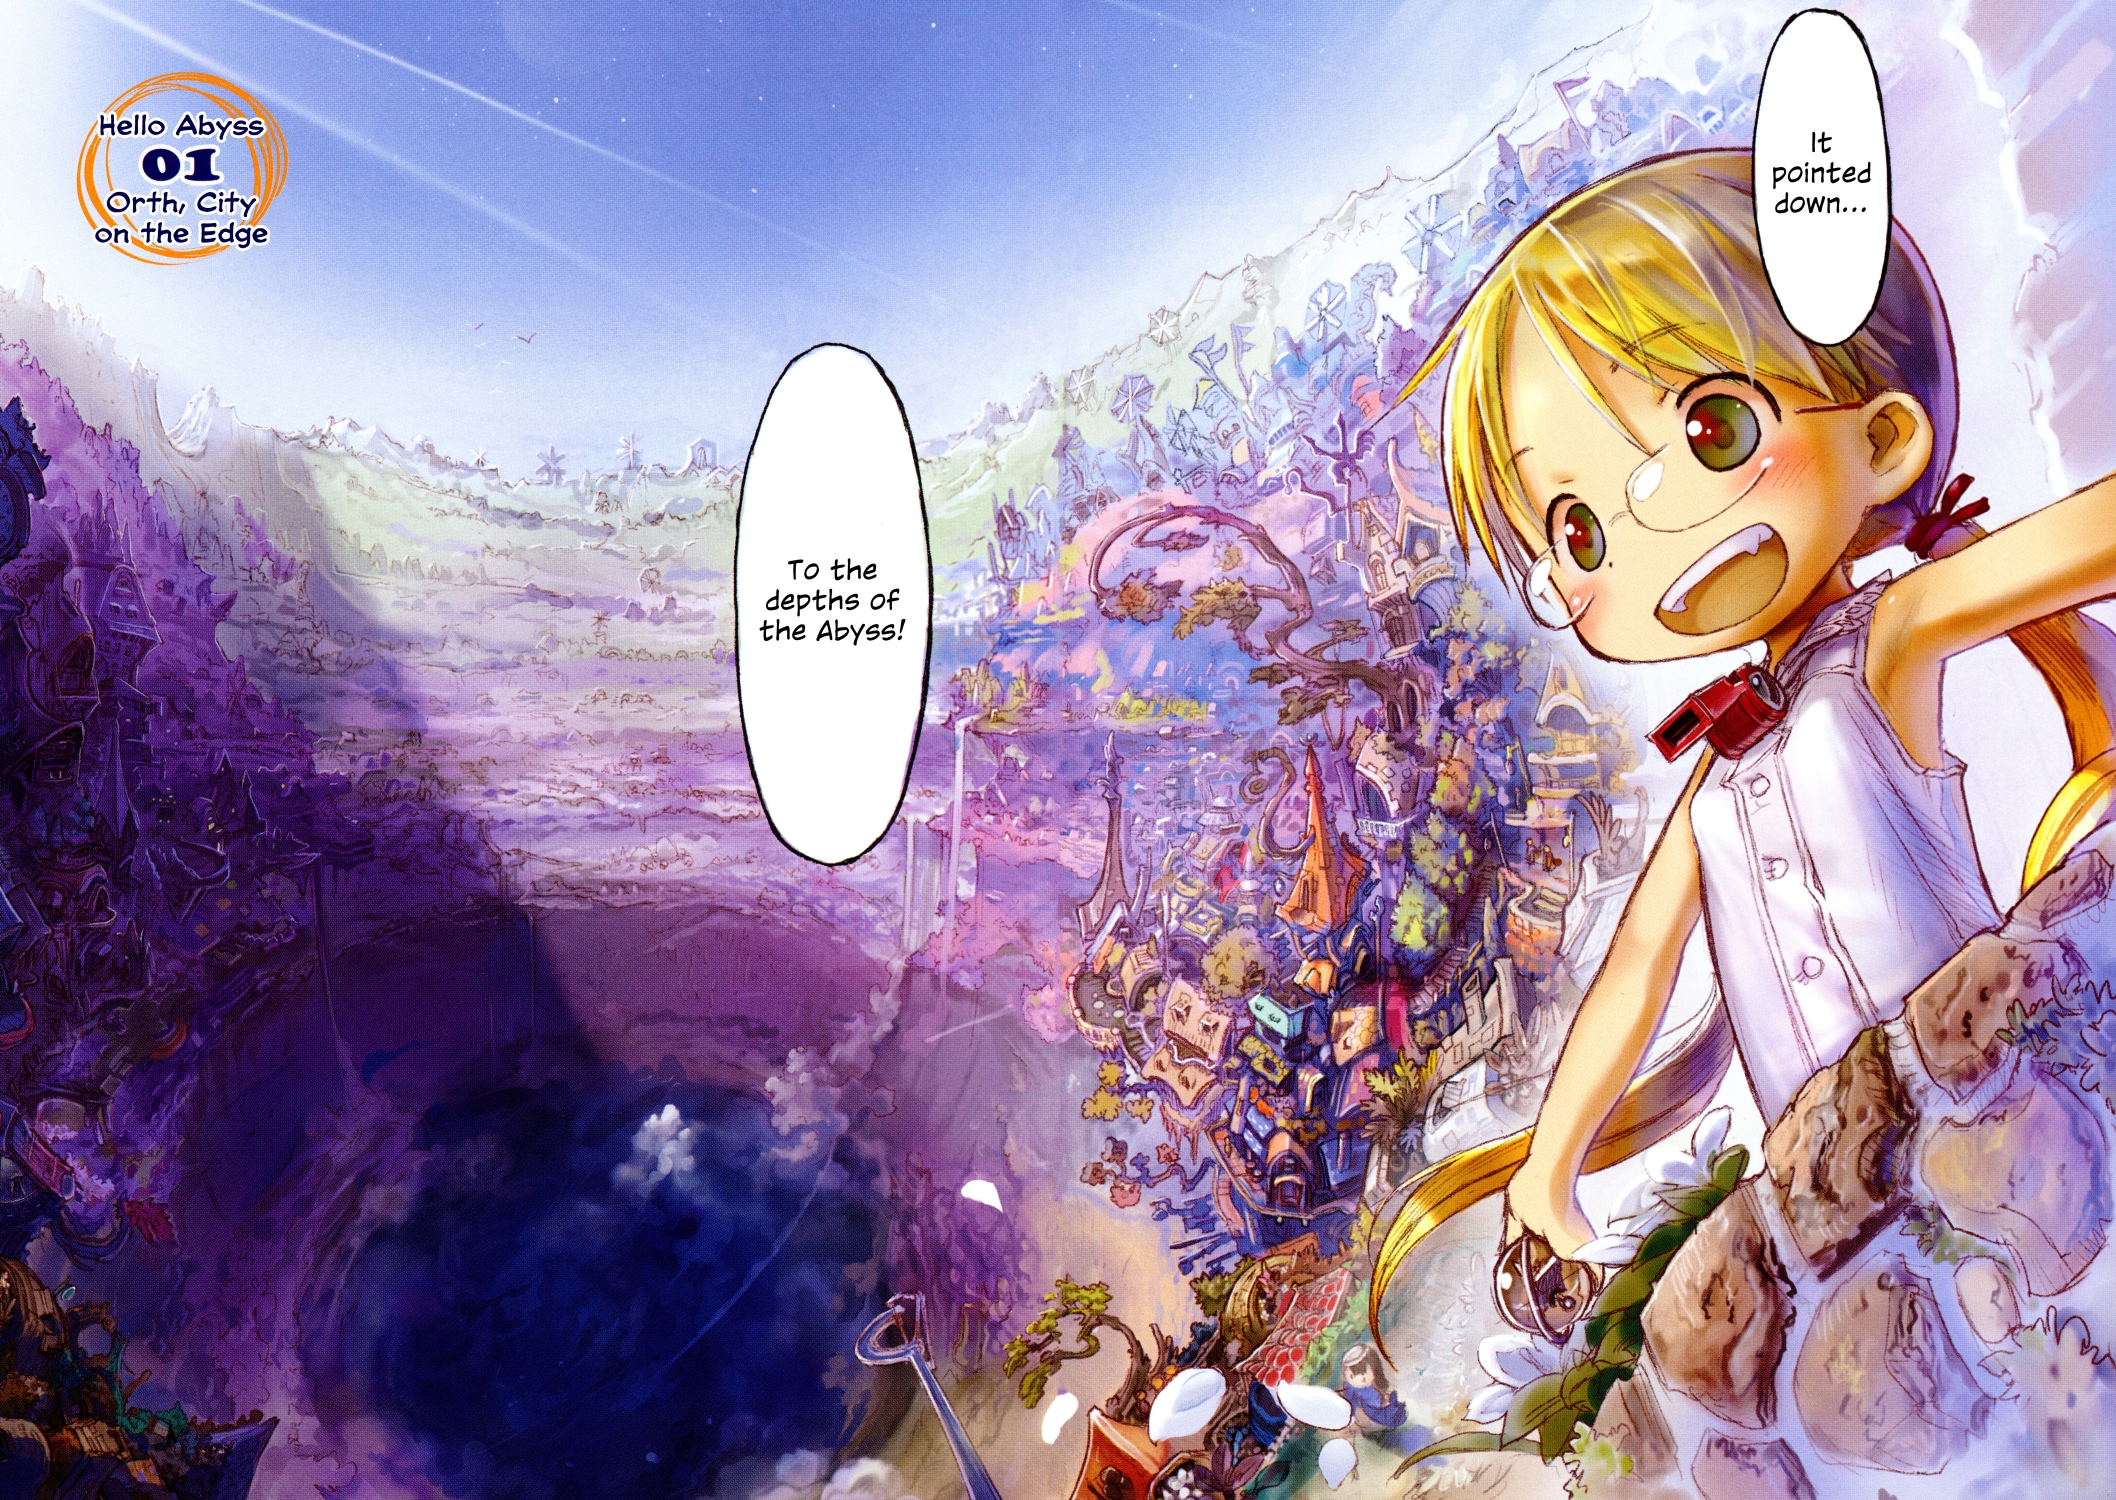 Hello Abyss
01
Orth, City
on the Edge
It
pointed
down...
To the
depths of
the Abyss!